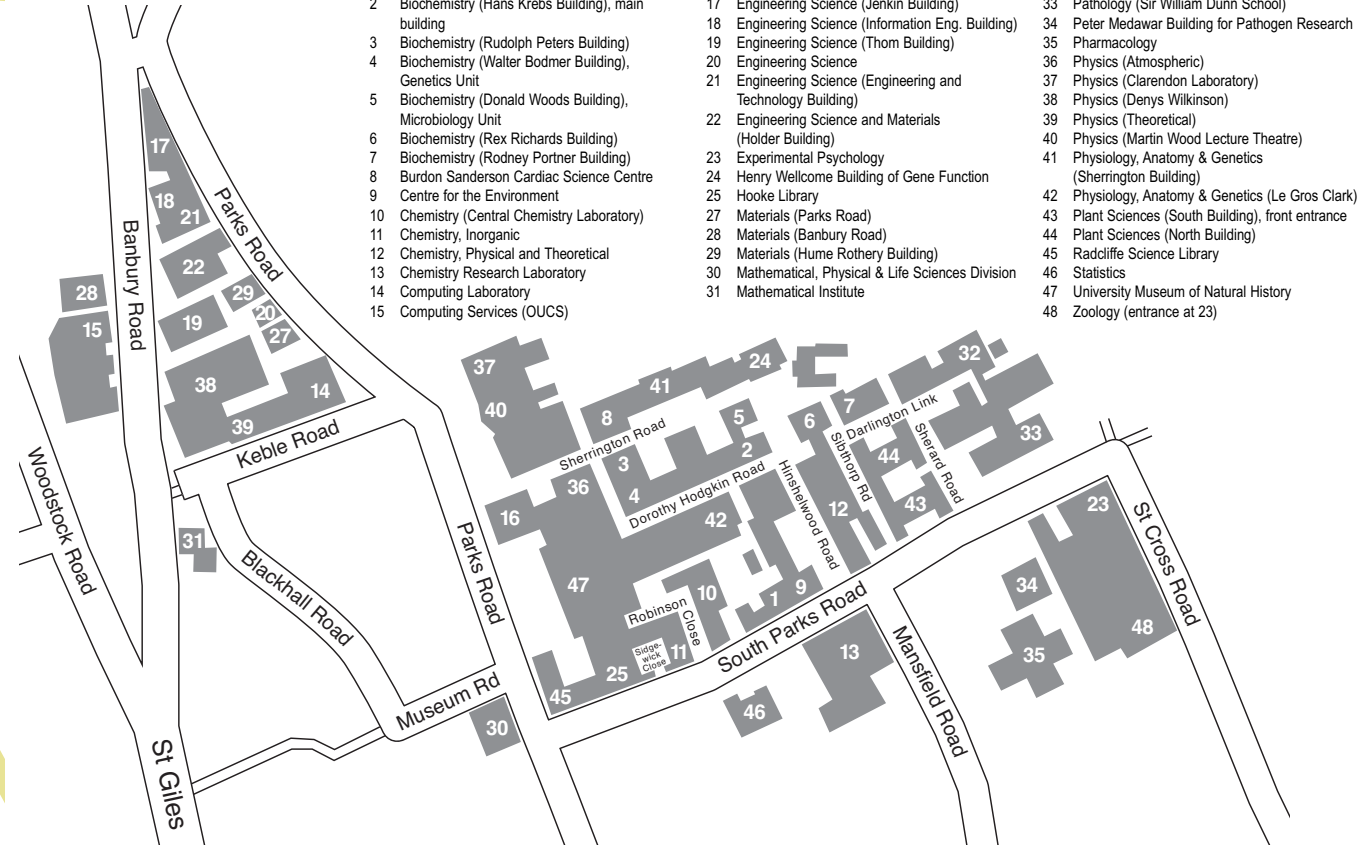 2 Biochemistry (Hans Krebs Building), main
building
3 Biochemistry (Rudolph Peters Building)
4 Biochemistry (Walter Bodmer Building),
Genetics Unit
5 Biochemistry (Donald Woods Building),
Microbiology Unit
6 Biochemistry (Rex Richards Building)
7 Biochemistry (Rodney Portner Building)
8 Burdon Sanderson Cardiac Science Centre
9 Centre for the Environment
10 Chemistry (Central Chemistry Laboratory)
11 Chemistry, Inorganic
12 Chemistry, Physical and Theoretical
13 Chemistry Research Laboratory
14 Computing Laboratory
15 Computing Services (OUCS)
17 Engineering Science (Jenkin Building)
18 Engineering Science (Information Eng. Building)
19 Engineering Science (Thom Building)
20 Engineering Science
21 Engineering Science (Engineering and
Technology Building)
22 Engineering Science and Materials
(Holder Building)
23 Experimental Psychology
24 Henry Wellcome Building of Gene Function
25 Hooke Library
27 Materials (Parks Road)
28 Materials (Banbury Road)
29 Materials (Hume Rothery Building)
30 Mathematical, Physical & Life Sciences Division
31 Mathematical Institute
33 Pathology (Sir William Dunn School)
34 Peter Medawar Building for Pathogen Research
35 Pharmacology
36 Physics (Atmospheric)
37 Physics (Clarendon Laboratory)
38 Physics (Denys Wilkinson)
39 Physics (Theoretical)
40 Physics (Martin Wood Lecture Theatre)
41 Physiology, Anatomy & Genetics
(Sherrington Building)
42 Physiology, Anatomy & Genetics (Le Gros Clark)
43 Plant Sciences (South Building), front entrance
44 Plant Sciences (North Building)
45 Radcliffe Science Library
46 Statistics
47 University Museum of Natural History
48 Zoology (entrance at 23)
17
18
21
Parks Road
Banbury Road
22
28
29
15
19
20
27
38
14
39
Keble Road
Woodstock Road
31
Blackhall Road
Museum Rd
30
St Giles
Parks Road
37
40
41
24
8
Sherrington Road
5
6
7
32
Darlington Link
Sibthorp Rd
Sherard Road
33
3
2
4
36
Dorothy Hodgkin Road
Hinshelwood Road
44
43
16
42
12
47
10
Robinson
Close
1
9
Sidge-
wick
Close
11
25
45
South Parks Road
46
13
Mansfield Road
23
34
35
48
St Cross Road